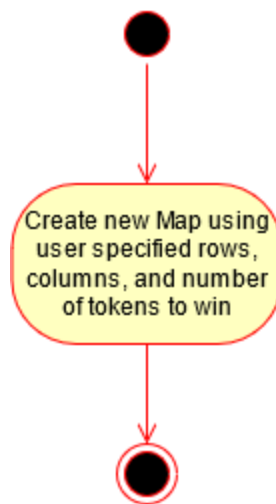 Create new Map using
user specified rows,
columns, and number
of tokens to win